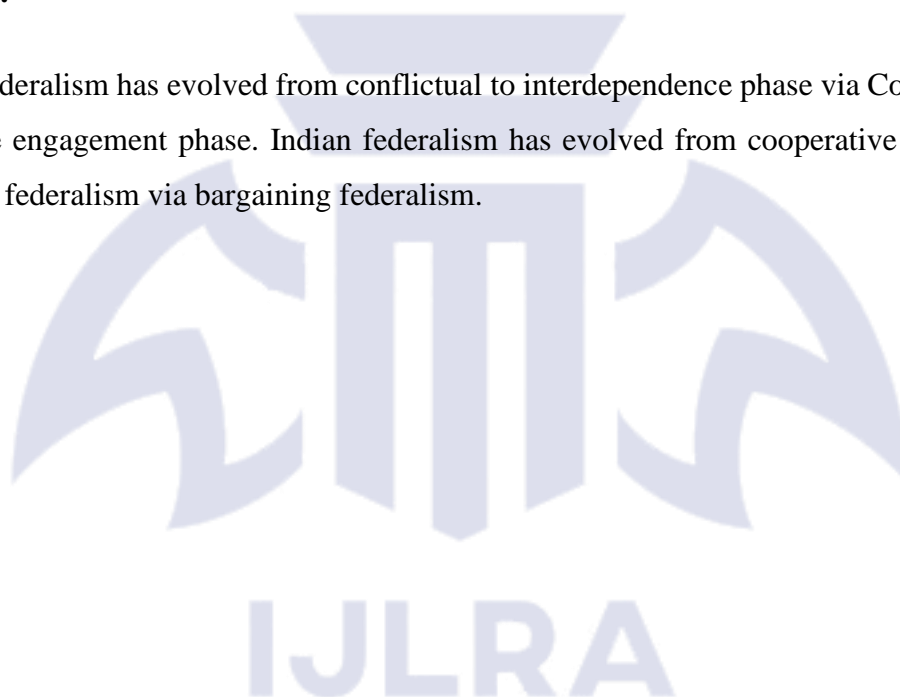 deralism has evolved from conflictual to interdependence phase via Co
engagement phase. Indian federalism has evolved from cooperative
federalism via bargaining federalism.
IJLRA